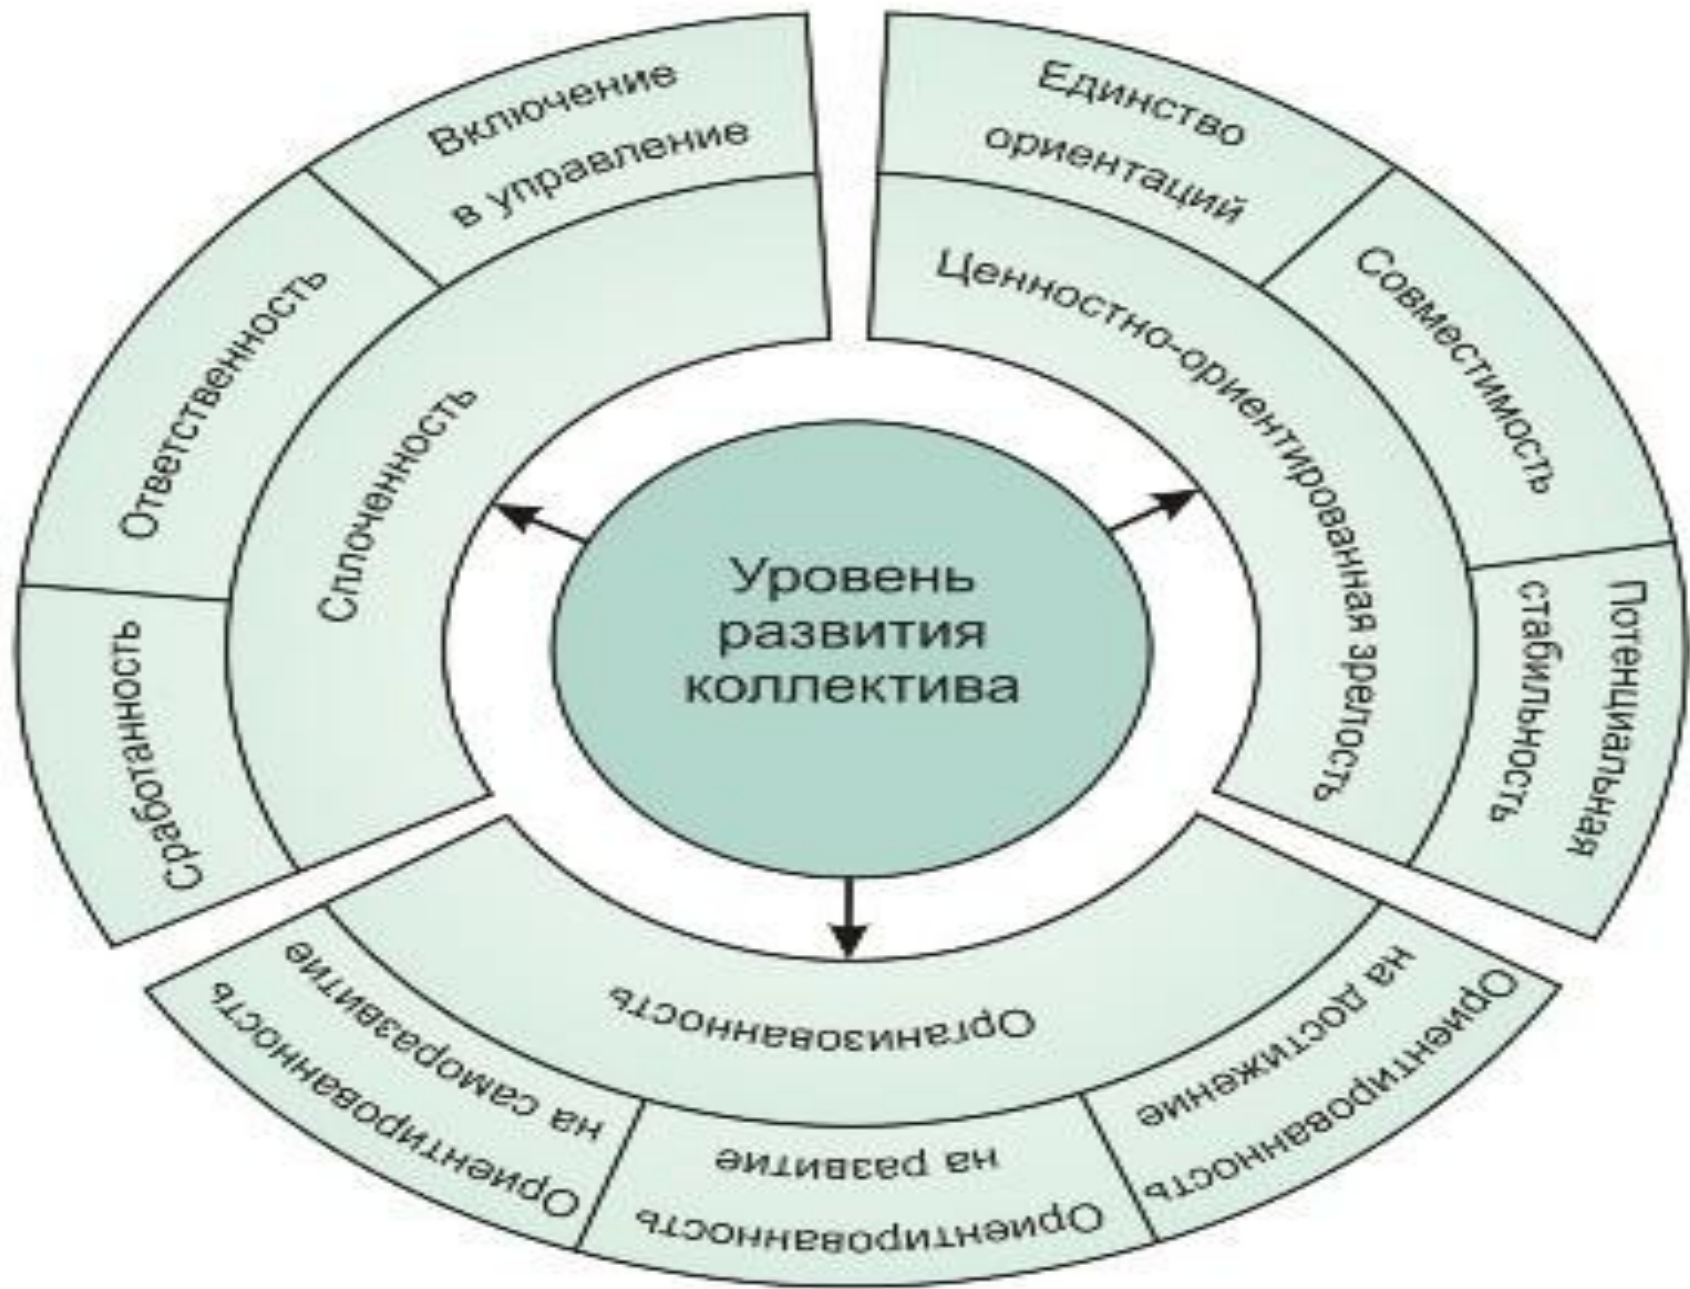 Уровень
развития
коллектива
Сплоченность
Включение
в управление
Ответственность
Сработанность
Ценностно-ориентированная зрелость
Единство
ориентаций
Совместимость
Потенциальная
стабильность
Организованность
Ориентированность
на достижение
Ориентированность
на развитие
Ориентированность
на саморазвитие